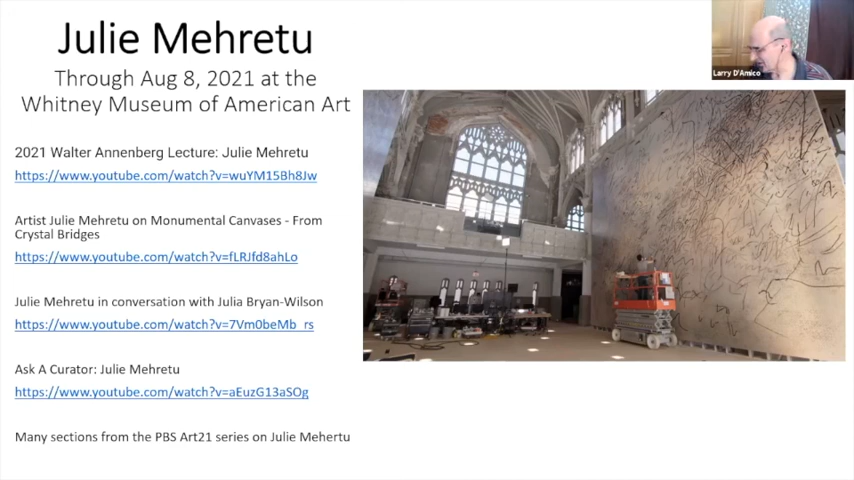 Julie Mehretu
Through Aug 8, 2021 at the
Whitney Museum of American Art
2021 Walter Annenberg Lecture: Julie Mehretu
https://www.youtube.com/watch?v=wuYM15Bh8Jw
Artist Julie Mehretu on Monumental Canvases - From
Crystal Bridges
https://www.youtube.com/watch?v=fLRJfd8ahLo
Julie Mehretu in conversation with Julia Bryan-Wilson
https://www.youtube.com/watch?v=7Vm0beMb_rs
Ask A Curator: Julie Mehretu
https://www.youtube.com/watch?v=aEuzG13aSOg
Many sections from the PBS Art21 series on Julie Mehertu
Larry D'Amico